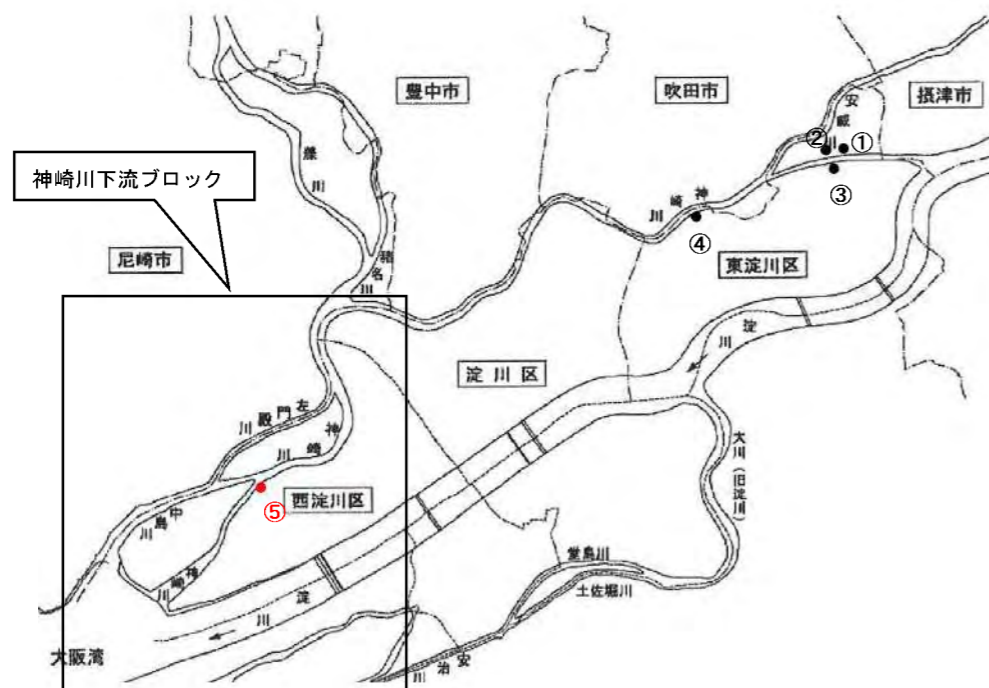 豊中市
吹田市
摂津市
安威川
②
①
③
神崎川下流ブロック
藻川
神崎川
④
尼崎市
猪名川
東淀川区
淀川
淀川区
左門殿川
神崎川
大川(旧淀川)
⑤
西淀川区
中島川
神崎川
堂島川
土佐堀川
淀川
大阪湾
安治川